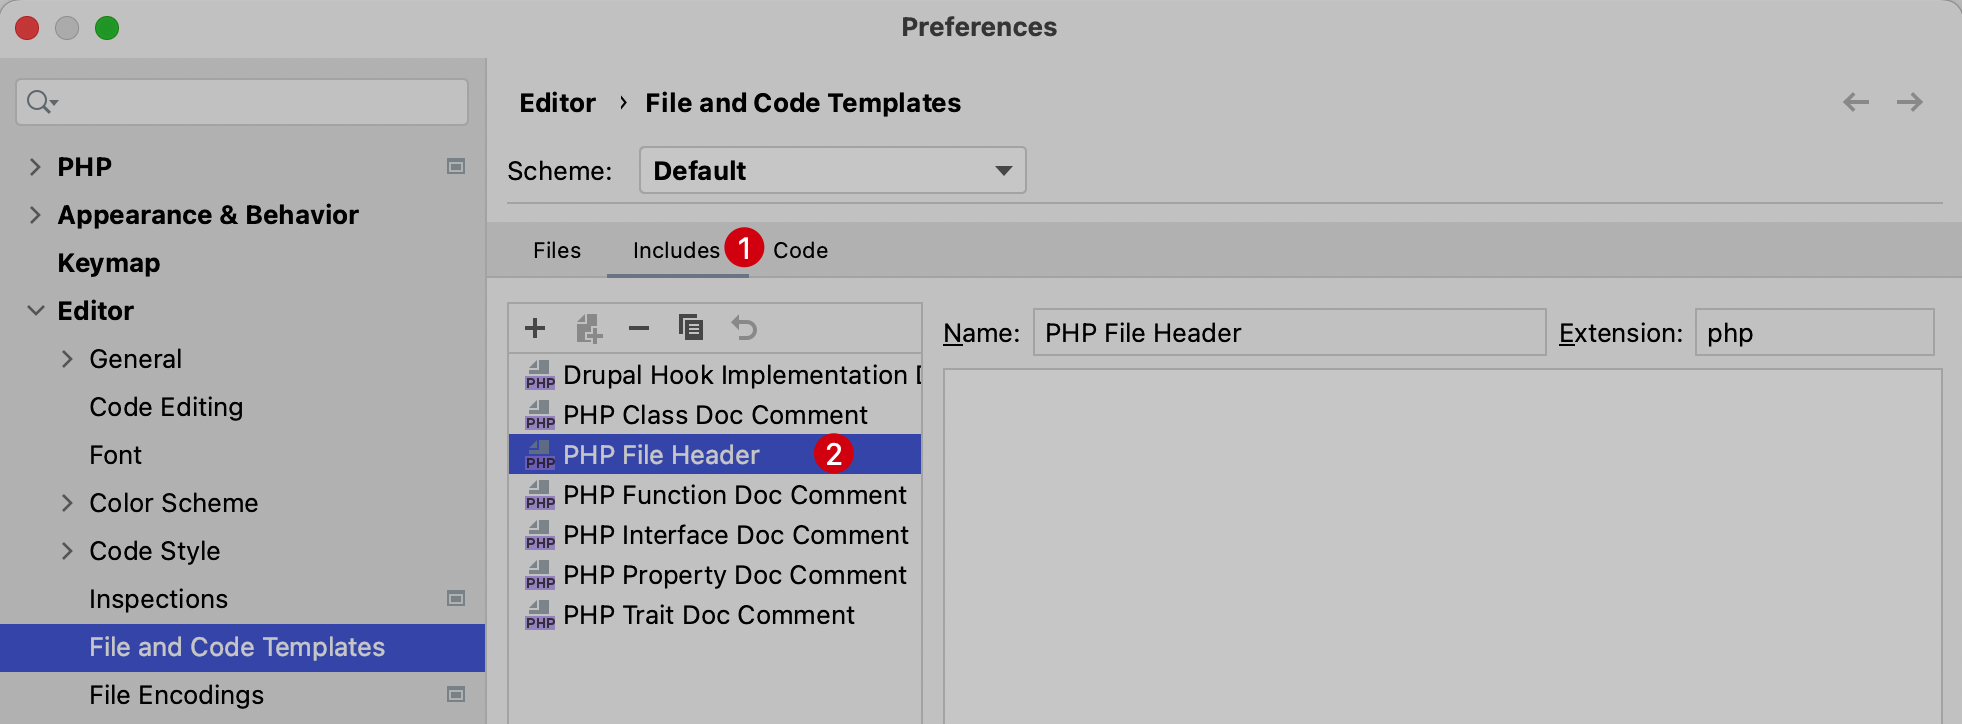 Preferences
PHP
Appearance & Behavior
Keymap
Editor
General
Code Editing
Font
Color Scheme
Code Style
Inspections
File and Code Templates
File Encodings
Editor › File and Code Templates
Scheme: Default
Files Includes 1 Code
PHP Drupal Hook Implementation D
PHP PHP Class Doc Comment
PHP PHP File Header 2
PHP PHP Function Doc Comment
PHP PHP Interface Doc Comment
PHP PHP Property Doc Comment
PHP PHP Trait Doc Comment
Name: PHP File Header Extension: php